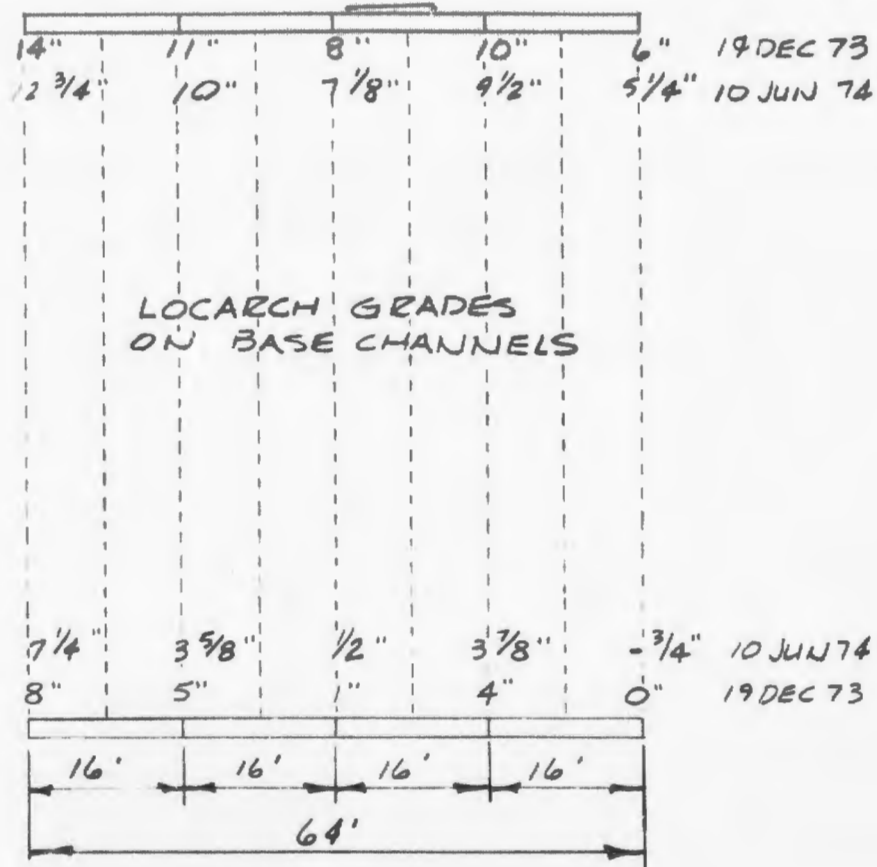 14" 11" 8" 10" 6" 19 DEC 73
12 3/4" 10" 7 1/8" 9 1/2" 5 1/4" 10 JUN 74
LOCARCH GRADES
ON BASE CHANNELS
7 1/4" 3 5/8" 1/2" 3 7/8" - 3/4" 10 JUN 74
8" 5" 1" 4" 0" 19 DEC 73
16' 16' 16' 16'
64'